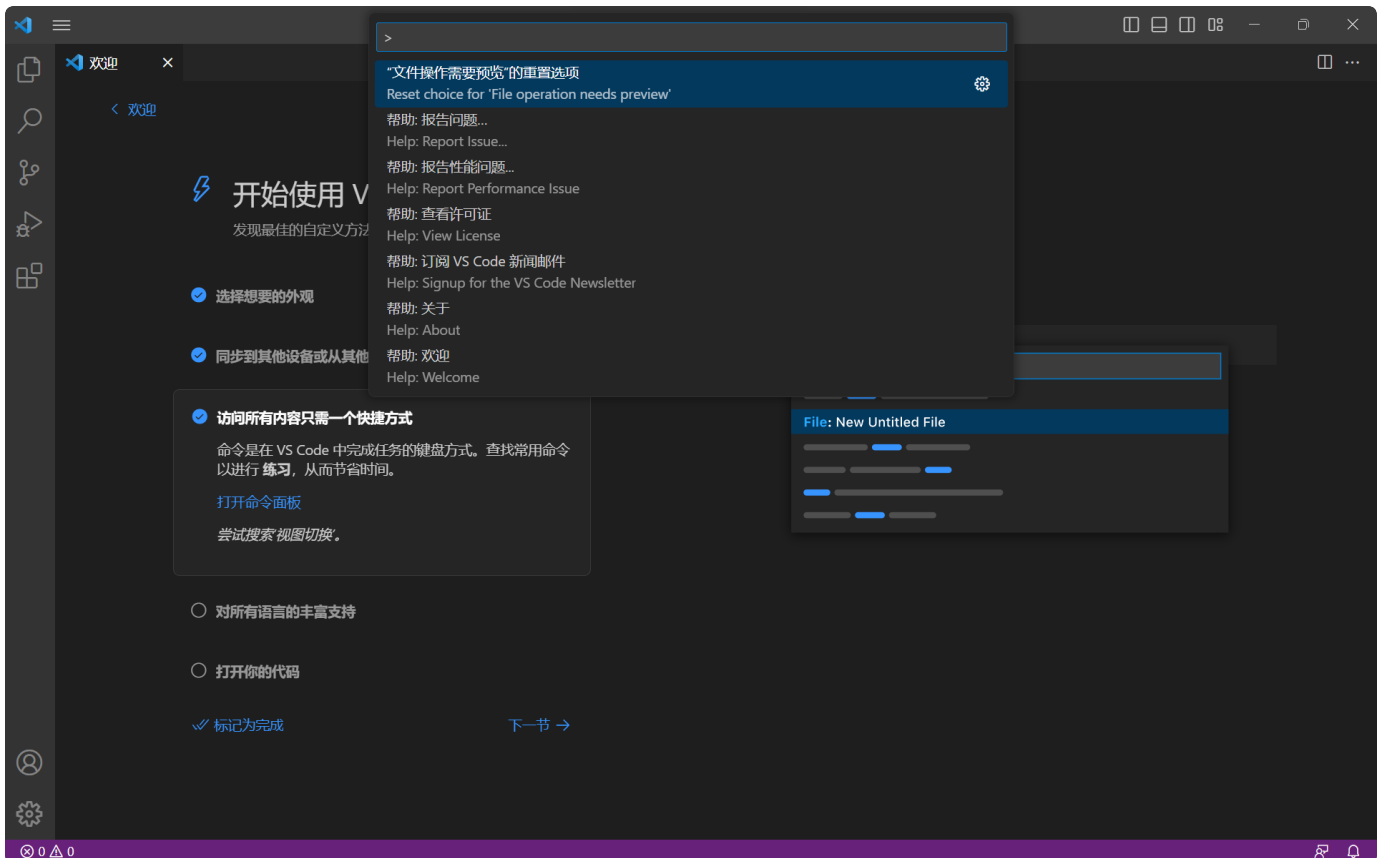 >
“文件操作需要预览”的重置选项
Reset choice for 'File operation needs preview'
帮助: 报告问题...
Help: Report Issue...
帮助: 报告性能问题...
Help: Report Performance Issue
帮助: 查看许可证
Help: View License
帮助: 订阅 VS Code 新闻邮件
Help: Signup for the VS Code Newsletter
帮助: 关于
Help: About
帮助: 欢迎
Help: Welcome
欢迎
欢迎
开始使用 V
发现最佳的自定义方法
选择想要的外观
同步到其他设备或从其他
访问所有内容只需一个快捷方式
命令是在 VS Code 中完成任务的键盘方式。查找常用命令
以进行 练习，从而节省时间。
打开命令面板
尝试搜索'视图切换'。
对所有语言的丰富支持
打开你的代码
标记为完成
下一节
File: New Untitled File
0
0